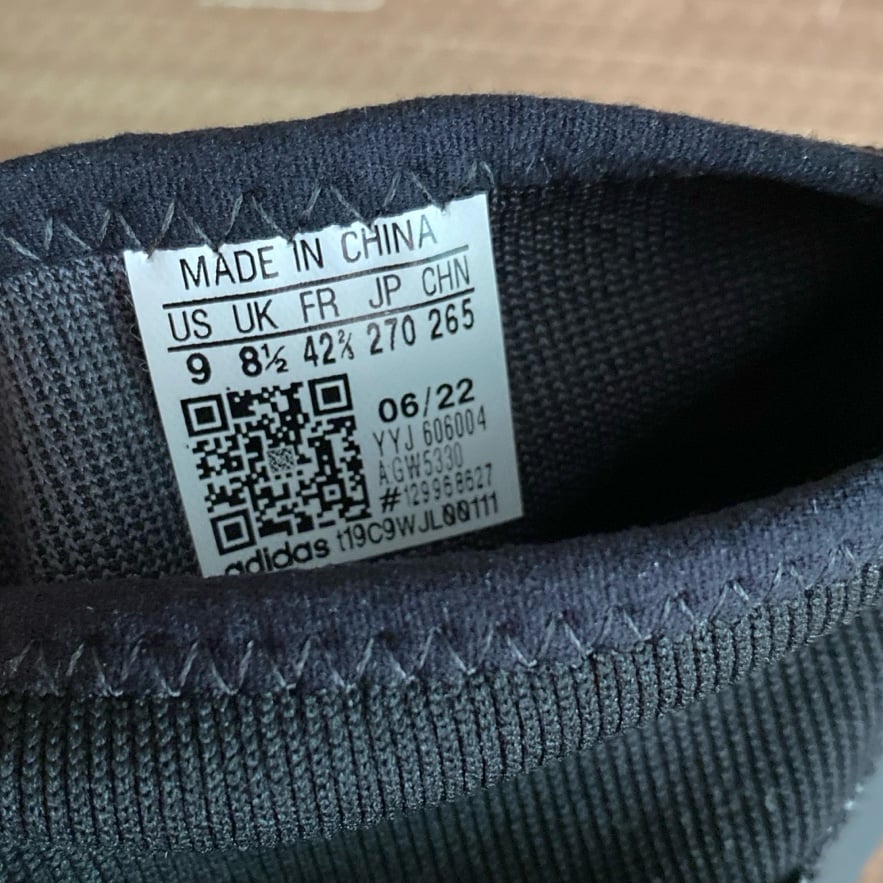 MADE IN CHINA
US UK FR JP CHN
9 8½ 42⅔ 270 265
06/22
YYJ 606004
A:GW5330
#129968627
adidas t19C9WJL00111